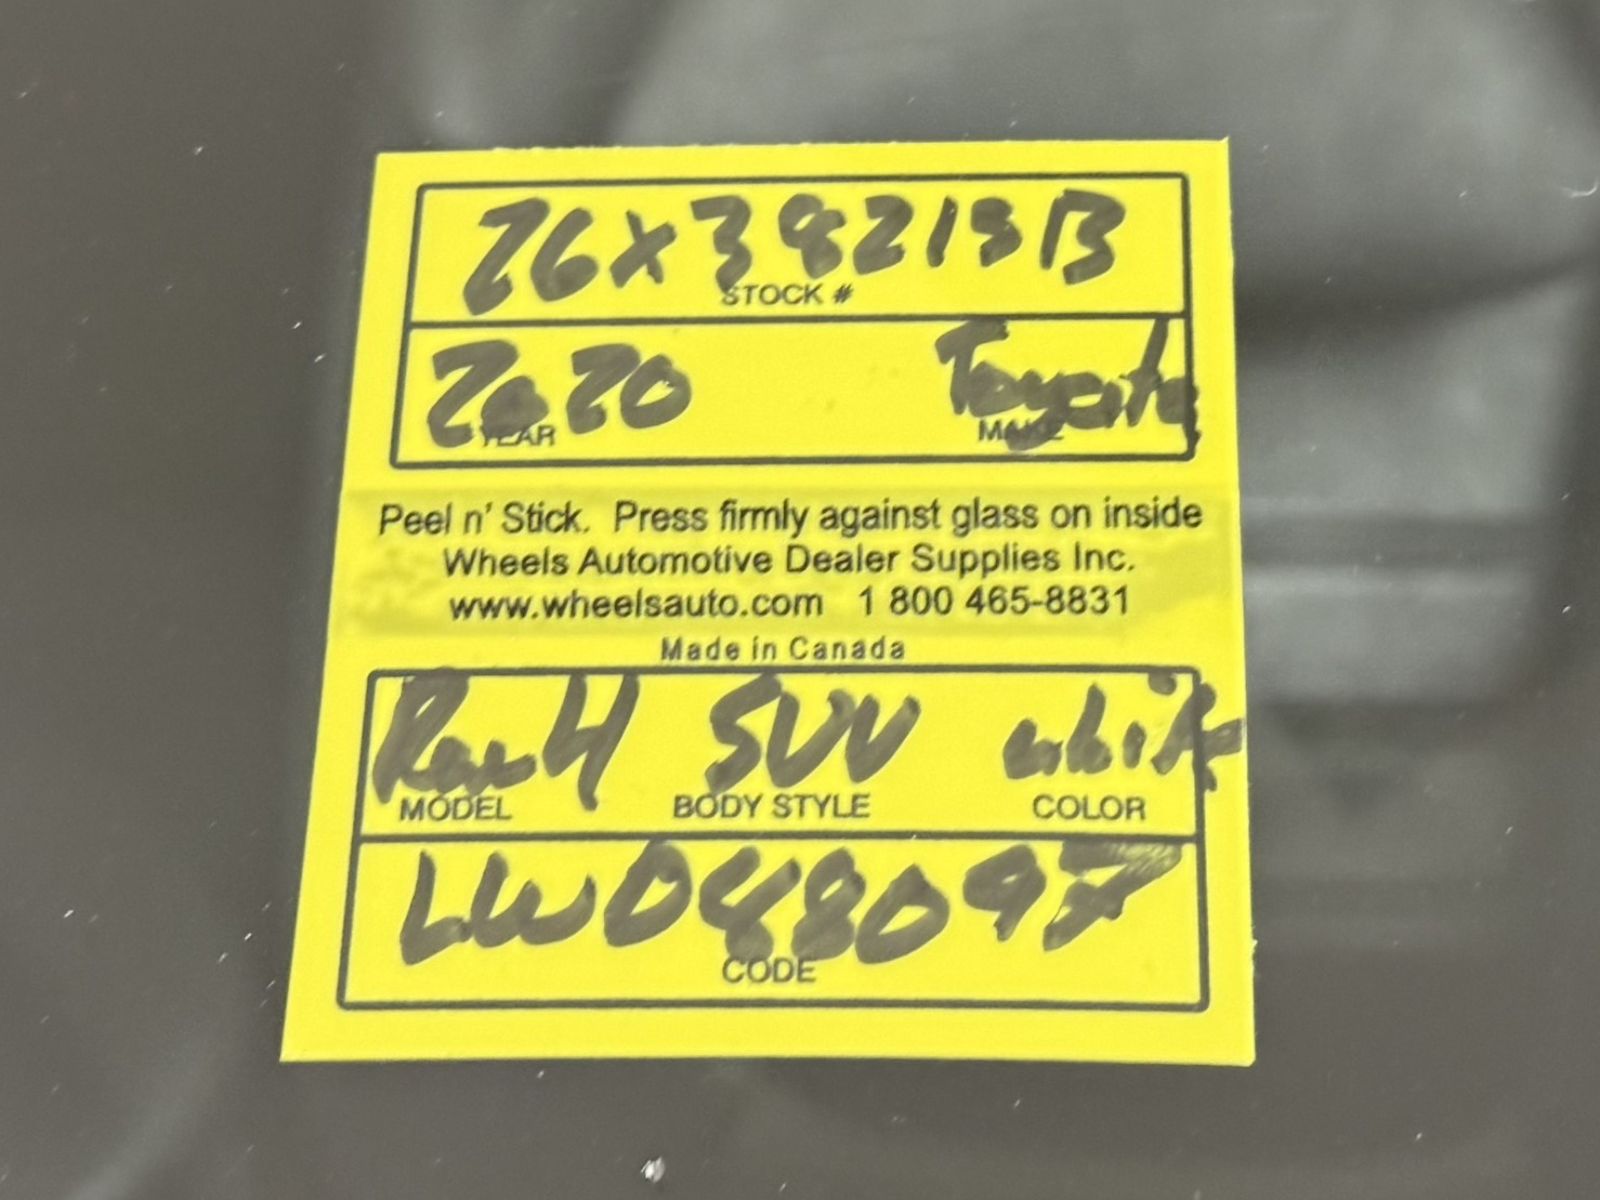 26X38213B
STOCK #
2020 Toyota
YEAR MAKE
Peel n' Stick. Press firmly against glass on inside
Wheels Automotive Dealer Supplies Inc.
www.wheelsauto.com 1 800 465-8831
Made in Canada
Rav4 SUV white
MODEL BODY STYLE COLOR
LW048097
CODE